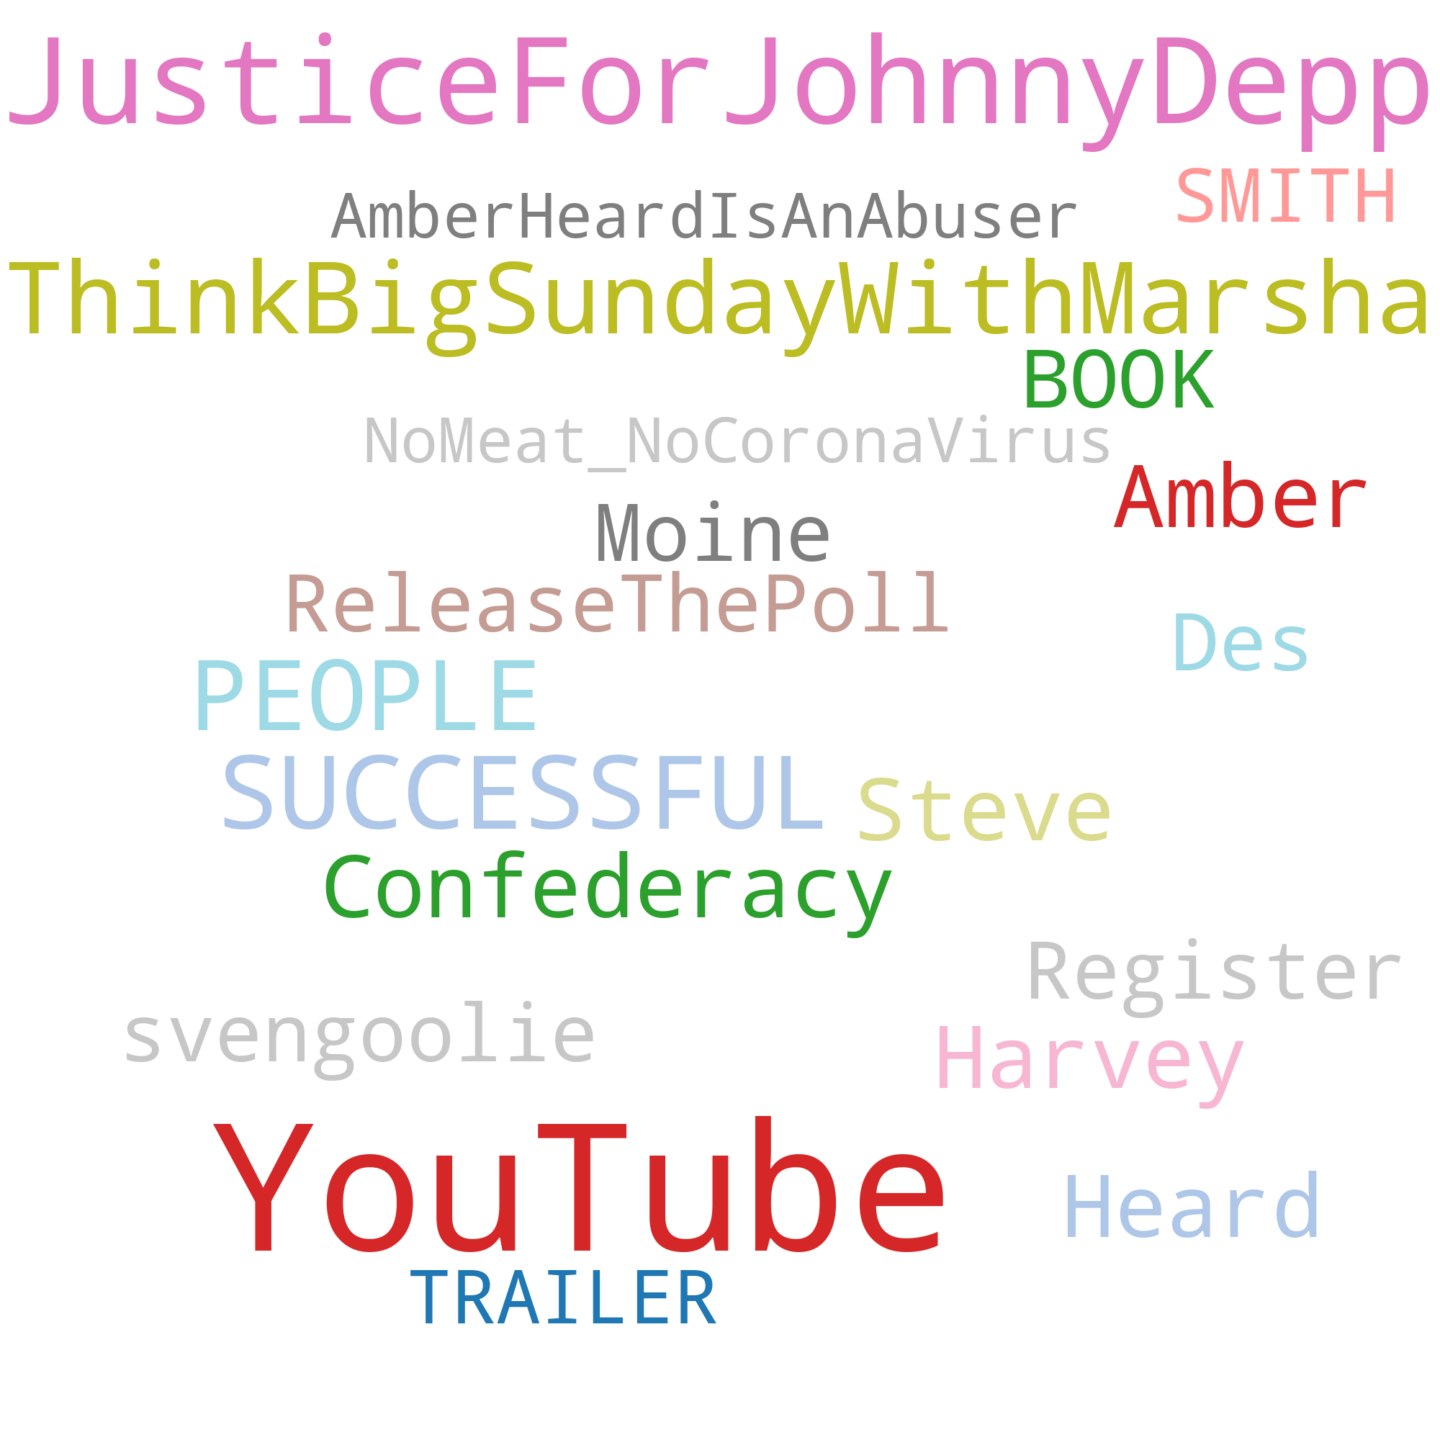 JusticeForJohnnyDepp
SMITH
AmberHeardIsAnAbuser
ThinkBigSundayWithMarsha
BOOK
NoMeat_NoCoronaVirus
Amber
Moine
ReleaseThePoll
Des
PEOPLE
SUCCESSFUL
Steve
Confederacy
Register
svengoolie
Harvey
YouTube
Heard
TRAILER